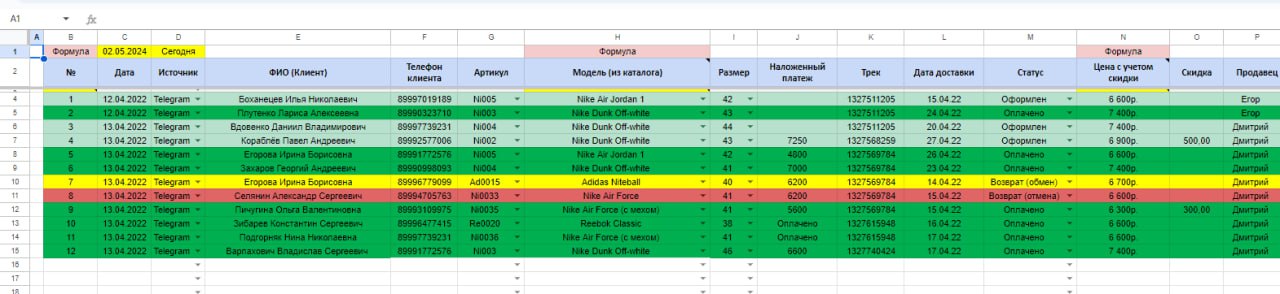 A1 fx
A B C D E F G H I J K L M N O P
1 Формула 02.05.2024 Сегодня Формула Формула
2 № Дата Источник ФИО (Клиент) Телефон клиента Артикул Модель (из каталога) Размер Наложенный платеж Трек Дата доставки Статус Цена с учетом скидки Скидка Продавец
4 1 12.04.2022 Telegram Боханецев Илья Николаевич 89997019189 Ni005 Nike Air Jordan 1 42 1327511205 15.04.22 Оформлен 6 600р. Егор
5 2 12.04.2022 Telegram Плутенко Лариса Алексеевна 89990323710 Ni003 Nike Dunk Off-white 43 1327511205 24.04.22 Оплачено 7 400р. Егор
6 3 13.04.2022 Telegram Вдовенко Даниил Владимирович 89997739231 Ni004 Nike Dunk Off-white 44 1327511205 20.04.22 Оформлен 7 400р. Дмитрий
7 4 13.04.2022 Telegram Кораблёв Павел Андреевич 89992577006 Ni002 Nike Dunk Off-white 43 7250 1327568259 27.04.22 Оформлен 6 900р. 500,00 Дмитрий
8 5 13.04.2022 Telegram Егорова Ирина Борисовна 89991772576 Ni005 Nike Air Jordan 1 42 4800 1327569784 26.04.22 Оплачено 6 600р. Дмитрий
9 6 13.04.2022 Telegram Захаров Георгий Андреевич 89990998093 Ni004 Nike Dunk Off-white 41 7000 1327569784 23.04.22 Оплачено 7 400р. Дмитрий
10 7 13.04.2022 Telegram Егорова Ирина Борисовна 89996779099 Ad0015 Adidas Niteball 40 6200 1327569784 14.04.22 Возврат (обмен) 6 700р. Дмитрий
11 8 13.04.2022 Telegram Селянин Александр Сергеевич 89994705763 Ni0033 Nike Air Force 41 6200 1327569784 15.04.22 Возврат (отмена) 6 600р. Дмитрий
12 9 13.04.2022 Telegram Пичугина Ольга Валентиновна 89993109975 Ni0035 Nike Air Force (с мехом) 41 5600 1327569784 15.04.22 Оплачено 6 300р. 300,00 Дмитрий
13 10 13.04.2022 Telegram Зибарев Константин Сергеевич 89996477415 Re0020 Reebok Classic 38 Оплачено 1327615948 16.04.22 Оплачено 6 600р. Дмитрий
14 11 13.04.2022 Telegram Подгорняк Нина Николаевна 89997739231 Ni0036 Nike Air Force (с мехом) 41 Оплачено 1327615948 17.04.22 Оплачено 6 600р. Дмитрий
15 12 13.04.2022 Telegram Варлахович Владислав Сергеевич 89991772576 Ni003 Nike Dunk Off-white 46 6600 1327740424 17.04.22 Оплачено 7 400р. Дмитрий
16
17
18